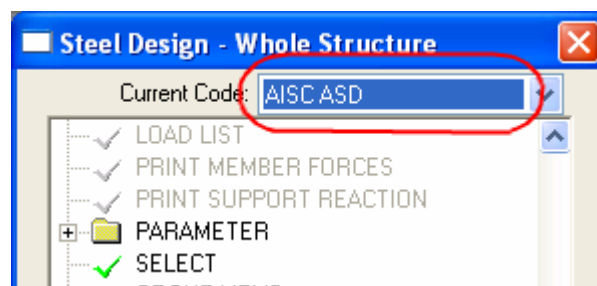 Steel Design - Whole Structure
Current Code: AISC ASD
LOAD LIST
PRINT MEMBER FORCES
PRINT SUPPORT REACTION
PARAMETER
SELECT